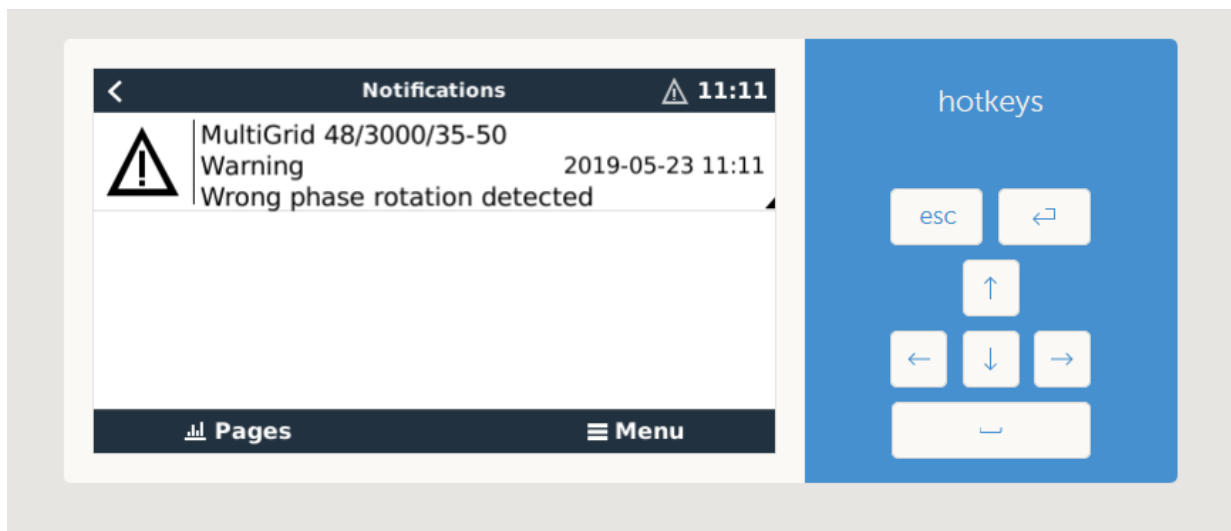 Notifications
11:11
MultiGrid 48/3000/35-50
Warning
2019-05-23 11:11
Wrong phase rotation detected
Pages
Menu
hotkeys
esc